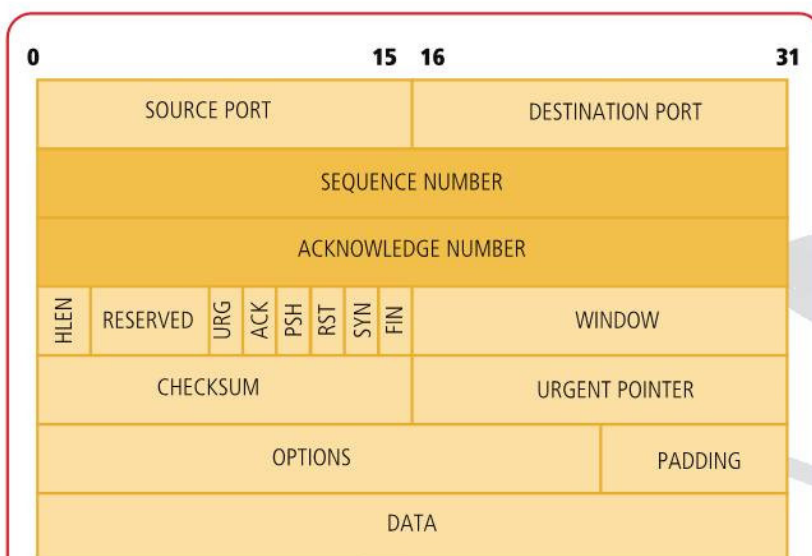 0 15 16 31
SOURCE PORT DESTINATION PORT
SEQUENCE NUMBER
ACKNOWLEDGE NUMBER
HLEN RESERVED URG ACK PSH RST SYN FIN WINDOW
CHECKSUM URGENT POINTER
OPTIONS PADDING
DATA